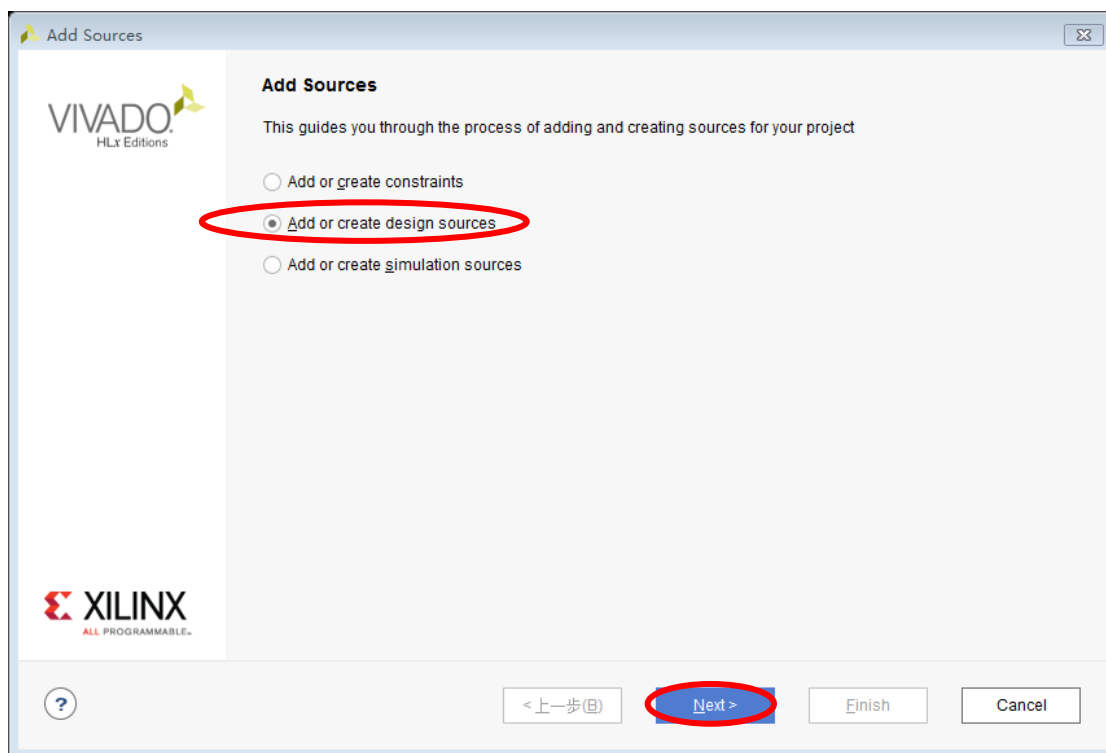 Add Sources
VIVADO.
HLx Editions
Add Sources
This guides you through the process of adding and creating sources for your project
Add or create constraints
Add or create design sources
Add or create simulation sources
XILINX
ALL PROGRAMMABLE™
?
<上一步(B)
Next >
Finish
Cancel